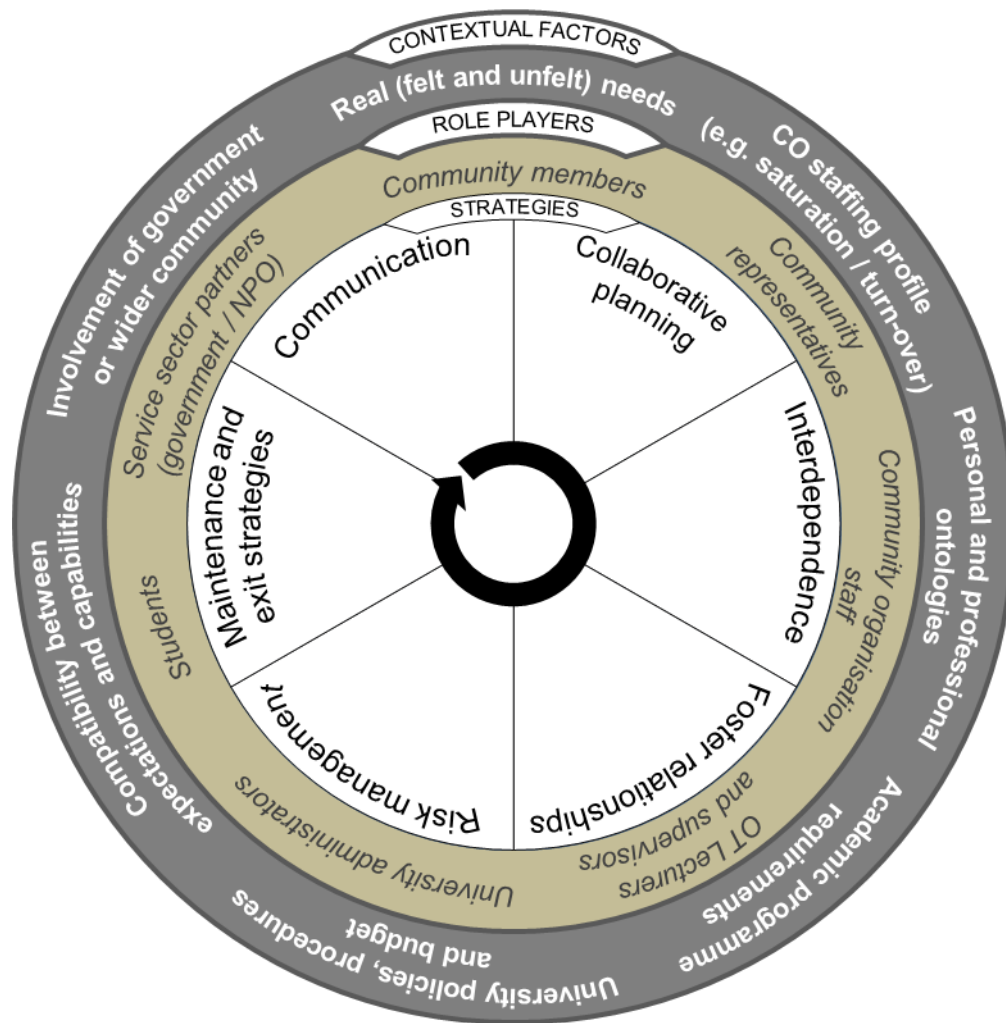 CONTEXTUAL FACTORS
Real (felt and unfelt) needs
CO staffing profile
(e.g. saturation / turn-over)
Personal and professional
ontologies
Academic programme
requirements
University policies, procedures
and budget
Compatibility between
expectations and capabilities
Involvement of government
or wider community
ROLE PLAYERS
Community members
Community
representatives
Community organisation
staff
OT Lecturers
and supervisors
University administrators
Students
Service sector partners
(government / NPO)
STRATEGIES
Collaborative
planning
Interdependence
Foster relationships
Risk management
Maintenance and
exit strategies
Communication